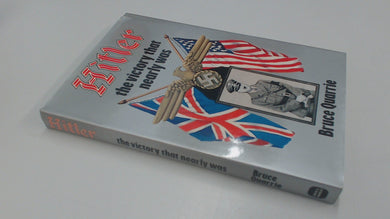 Hitler
the victory that
nearly was
Bruce Quarrie
Hitler the victory that nearly was Bruce Quarrie